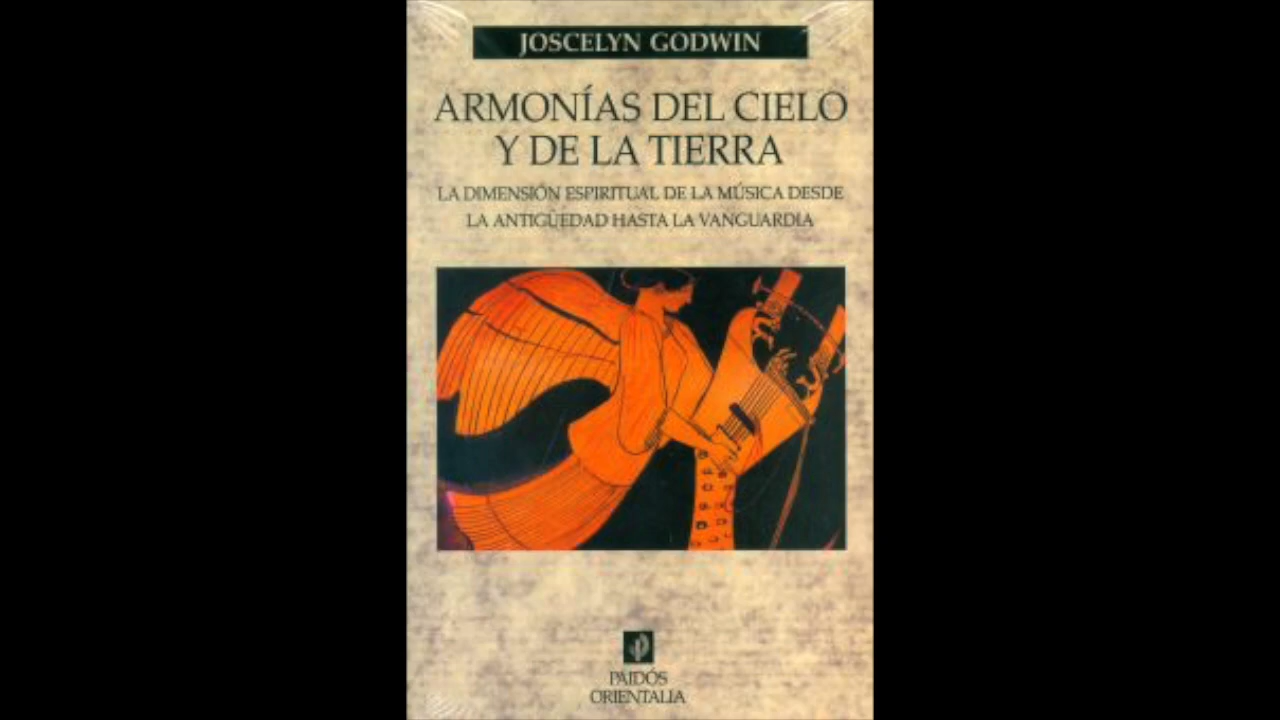 JOSCELYN GODWIN
ARMONÍAS DEL CIELO
Y DE LA TIERRA
LA DIMENSIÓN ESPIRITUAL DE LA MÚSICA DESDE
LA ANTIGÜEDAD HASTA LA VANGUARDIA
PAIDÓS
ORIENTALIA